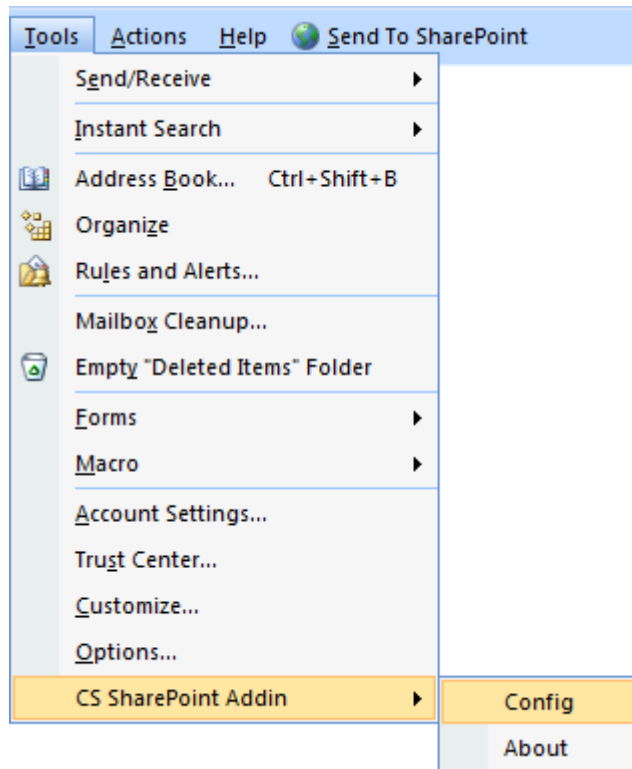 Tools Actions Help Send To SharePoint
Send/Receive
Instant Search
Address Book... Ctrl+Shift+B
Organize
Rules and Alerts...
Mailbox Cleanup...
Empty "Deleted Items" Folder
Forms
Macro
Account Settings...
Trust Center...
Customize...
Options...
CS SharePoint Addin
Config
About